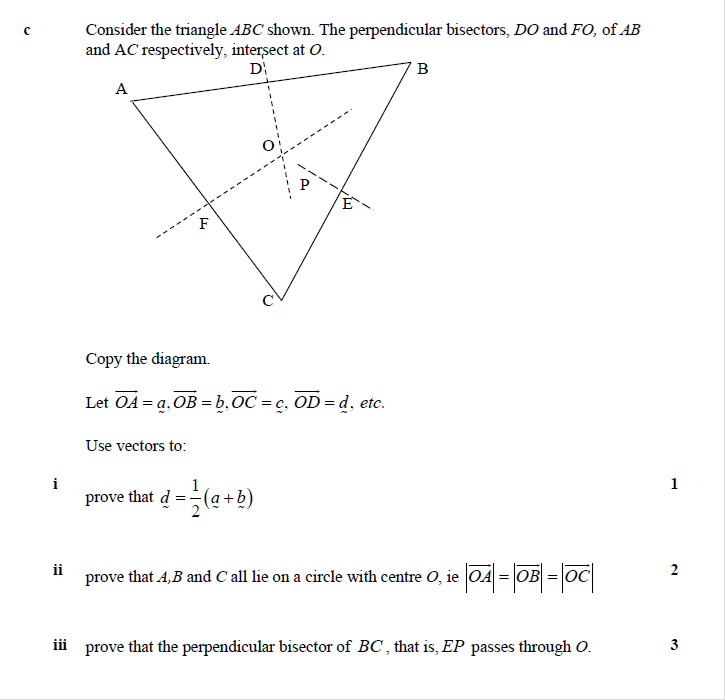 c Consider the triangle ABC shown. The perpendicular bisectors, DO and FO, of AB
and AC respectively, intersect at O.
D
B
A
O
P
E
F
C
Copy the diagram.
Let $\overrightarrow{OA} = \underset{\sim}{a}, \overrightarrow{OB} = \underset{\sim}{b}, \overrightarrow{OC} = \underset{\sim}{c}, \overrightarrow{OD} = \underset{\sim}{d}$, etc.
Use vectors to:
i prove that $\underset{\sim}{d} = \frac{1}{2}(\underset{\sim}{a} + \underset{\sim}{b})$ 1
ii prove that A,B and C all lie on a circle with centre O, ie $|\overrightarrow{OA}| = |\overrightarrow{OB}| = |\overrightarrow{OC}|$ 2
iii prove that the perpendicular bisector of BC, that is, EP passes through O. 3